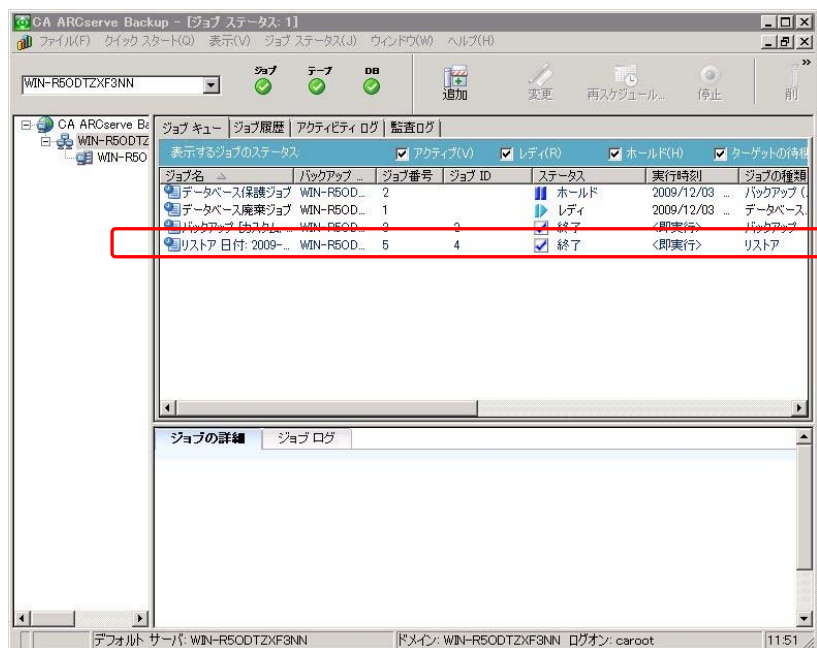 CA ARCserve Backup - [ジョブ ステータス: 1]
ファイル(F) クイック スタート(Q) 表示(V) ジョブ ステータス(J) ウィンドウ(W) ヘルプ(H)
WIN-R5ODTZXF3NN ジョブ テープ DB 追加 変更 再スケジュール... 停止 削 »
CA ARCserve Ba
WIN-R5ODTZ
WIN-R5O
ジョブ キュー ジョブ履歴 アクティビティ ログ 監査ログ
表示するジョブのステータス: アクティブ(V) レディ(R) ホールド(H) ターゲットの待機
ジョブ名 バックアップ ... ジョブ番号 ジョブ ID ステータス 実行時刻 ジョブの種類
データベース保護ジョブ WIN-R5OD... 2 ホールド 2009/12/03 ... バックアップ (
データベース廃棄ジョブ WIN-R5OD... 1 レディ 2009/12/03 ... データベース
バックアップ [カスタム... WIN-R5OD... 3 終了 <即実行> バックアップ
リストア 日付: 2009-... WIN-R5OD... 5 4 終了 <即実行> リストア
ジョブの詳細 ジョブ ログ
デフォルト サーバ: WIN-R5ODTZXF3NN ドメイン: WIN-R5ODTZXF3NN ログオン: caroot 11:51